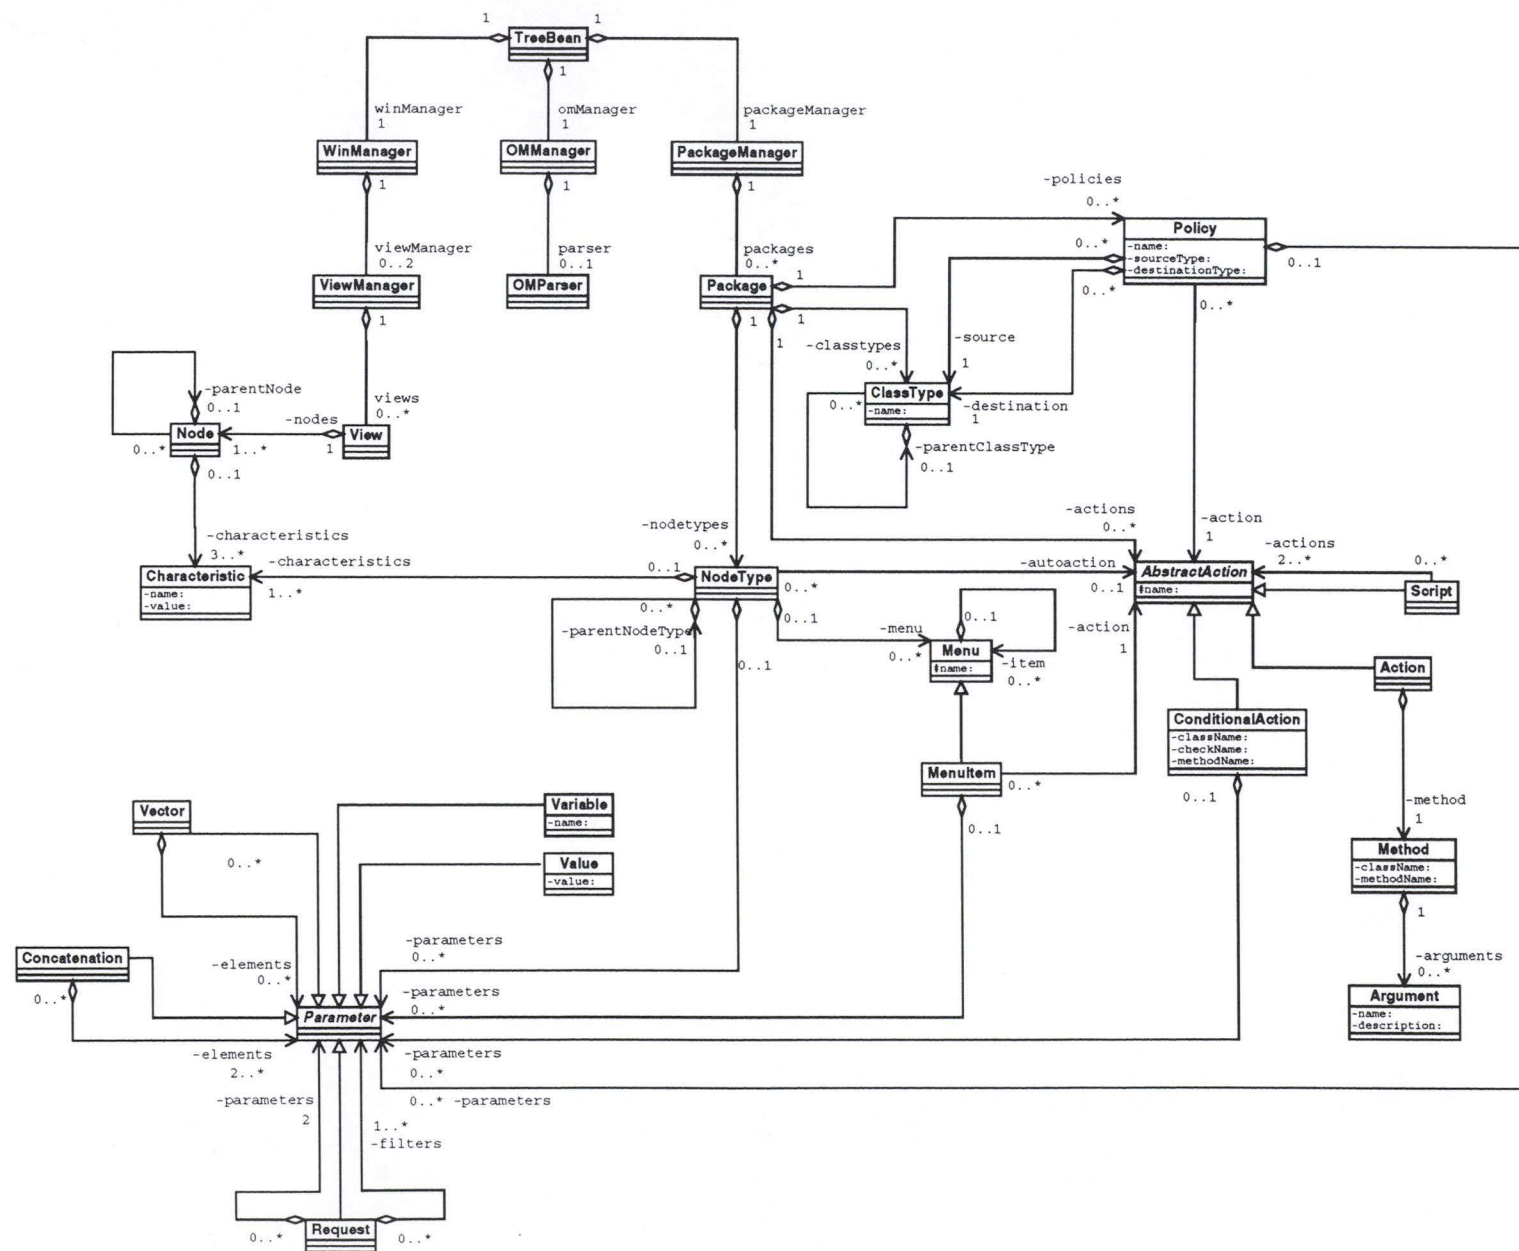 1 1
TreeBean
1
winManager omManager packageManager
1 1 1
WinManager OMManager PackageManager
1 1 1
-policies
0..*
Policy
-name:
-sourceType:
-destinationType:
0..* 0..1
0..* 0..*
viewManager parser packages
0..2 0..1 0..*
1
ViewManager OMParser Package
1 1 1 1
-classtypes -source
0..* 1
-parentNode views
0..1 0..*
-nodes
ClassType
-name:
0..* -destination
1
Node View
0..* 1..* 1
0..1
-parentClassType
0..1
-characteristics
3..*
-nodetypes
0..*
-actions
0..*
-action
1
-actions
2..* 0..*
-characteristics
1..*
Characteristic
-name:
-value:
0..1 NodeType 0..*
-autoaction
0..1
AbstractAction
#name:
Script
0..* 0..1
-parentNodeType
0..1 0..1
-menu
0..*
0..1
Menu
#name:
-item
0..*
-action
1
Action
ConditionalAction
-className:
-checkName:
-methodName:
0..1
MenuItem 0..*
0..1
-method
1
Method
-className:
-methodName:
1
-arguments
0..*
Argument
-name:
-description:
Vector
0..*
Variable
-name:
Value
-value:
Concatenation
0..*
-elements
0..*
-parameters
0..*
-parameters
0..*
Parameter
-elements
2..*
-parameters
0..*
-parameters
2
0..* -parameters
1..*
-filters
Request
0..* 0..*